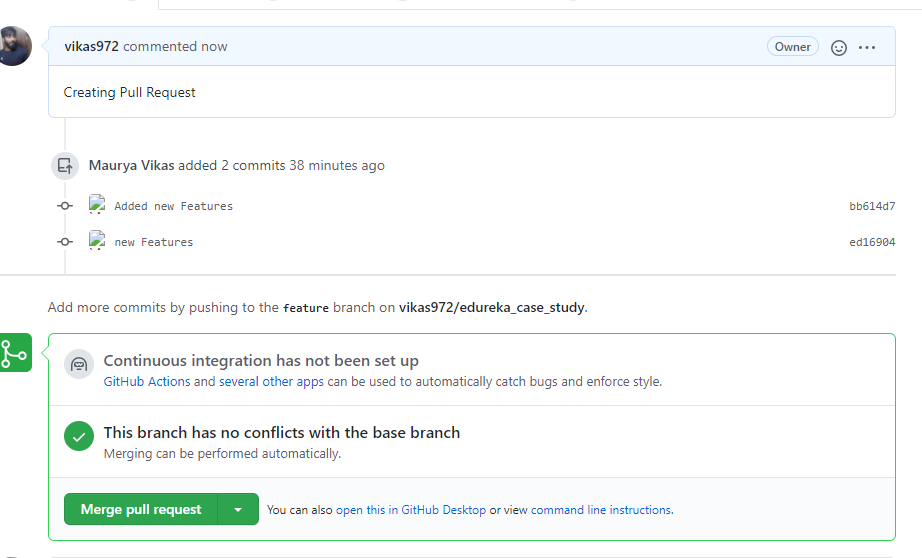 vikas972 commented now
Owner
Creating Pull Request
Maurya Vikas added 2 commits 38 minutes ago
Added new Features
bb614d7
new Features
ed16904
Add more commits by pushing to the feature branch on vikas972/edureka_case_study.
Continuous integration has not been set up
GitHub Actions and several other apps can be used to automatically catch bugs and enforce style.
This branch has no conflicts with the base branch
Merging can be performed automatically.
Merge pull request
You can also open this in GitHub Desktop or view command line instructions.